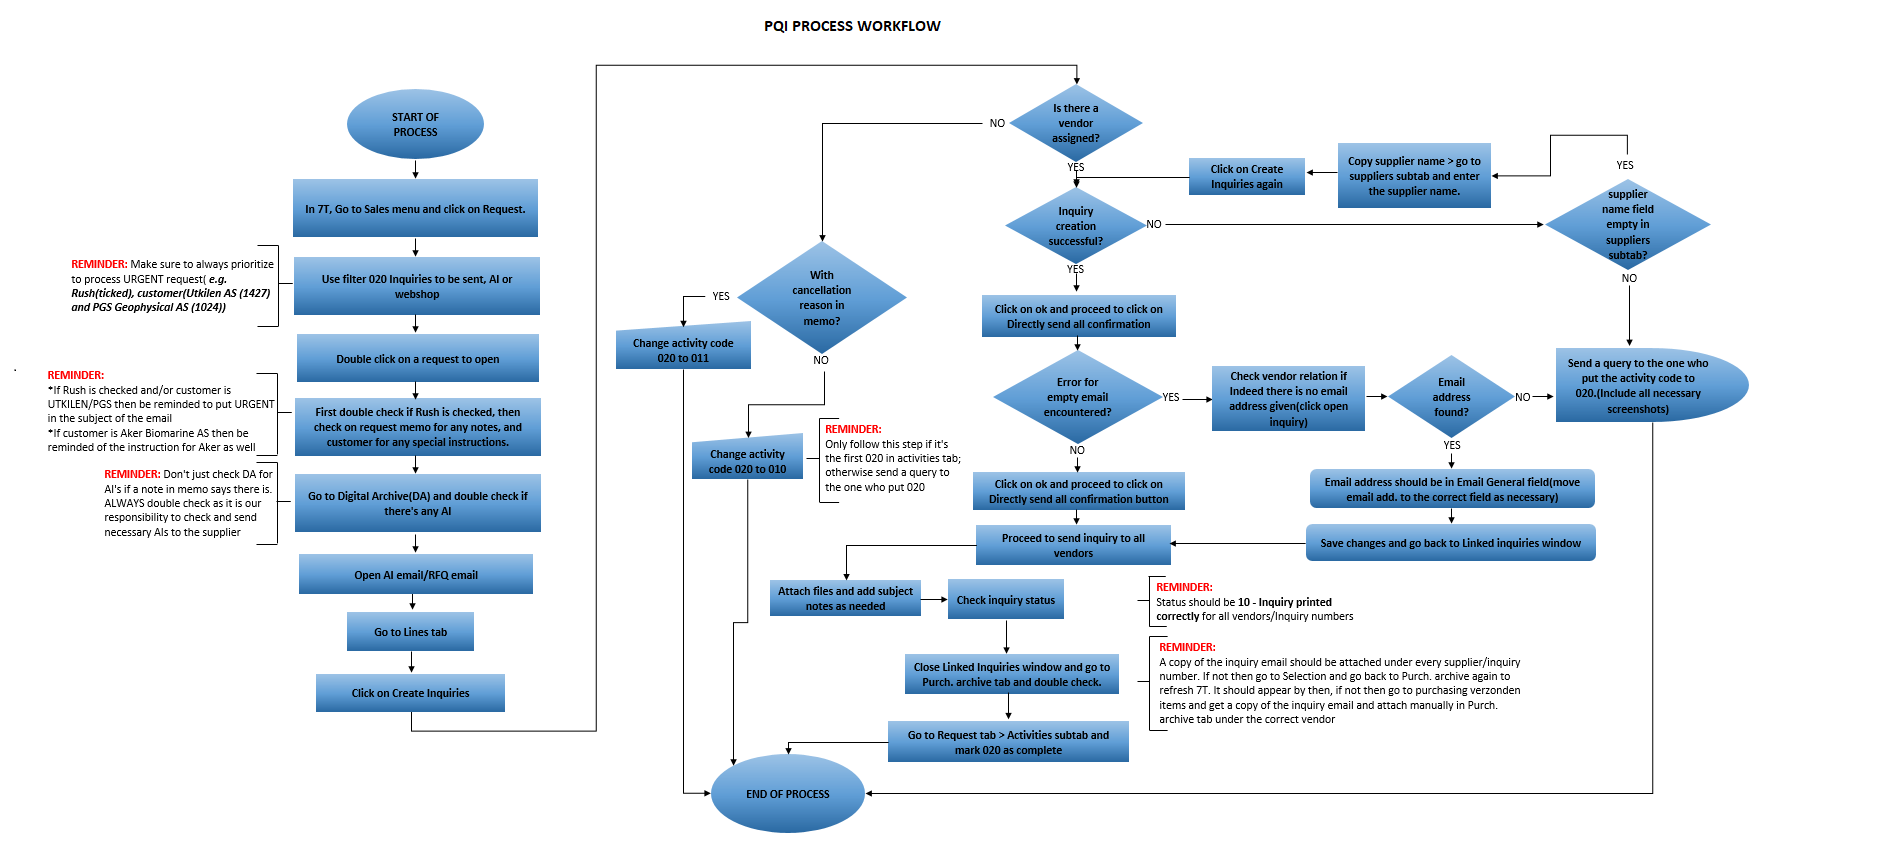 PQI PROCESS WORKFLOW
START OF
PROCESS
In 7T, Go to Sales menu and click on Request.
REMINDER: Make sure to always prioritize
to process URGENT request( e.g.
Rush(ticked), customer(Utkilen AS (1427)
and PGS Geophysical AS (1024))
Use filter 020 Inquiries to be sent, AI or
webshop
Double click on a request to open
REMINDER:
*If Rush is checked and/or customer is
UTKILEN/PGS then be reminded to put URGENT
in the subject of the email
*If customer is Aker Biomarine AS then be
reminded of the instruction for Aker as well
First double check if Rush is checked, then
check on request memo for any notes, and
customer for any special instructions.
REMINDER: Don't just check DA for
AI's if a note in memo says there is.
ALWAYS double check as it is our
responsibility to check and send
necessary AIs to the supplier
Go to Digital Archive(DA) and double check if
there's any AI
Open AI email/RFQ email
Go to Lines tab
Click on Create Inquiries
Is there a
vendor
assigned?
NO
YES
With
cancellation
reason in
memo?
YES
NO
Change activity code
020 to 011
Change activity
code 020 to 010
REMINDER:
Only follow this step if it's
the first 020 in activities tab;
otherwise send a query to
the one who put 020
Inquiry
creation
successful?
NO
YES
Click on Create
Inquiries again
Copy supplier name > go to
suppliers subtab and enter
the supplier name.
YES
supplier
name field
empty in
suppliers
subtab?
NO
Click on ok and proceed to click on
Directly send all confirmation
Error for
empty email
encountered?
YES
NO
Check vendor relation if
Indeed there is no email
address given(click open
inquiry)
Email
address
found?
NO
YES
Send a query to the one who
put the activity code to
020.(Include all necessary
screenshots)
Email address should be in Email General field(move
email add. to the correct field as necessary)
Save changes and go back to Linked inquiries window
Click on ok and proceed to click on
Directly send all confirmation button
Proceed to send inquiry to all
vendors
Attach files and add subject
notes as needed
Check inquiry status
REMINDER:
Status should be 10 - Inquiry printed
correctly for all vendors/Inquiry numbers
Close Linked Inquiries window and go to
Purch. archive tab and double check.
REMINDER:
A copy of the inquiry email should be attached under every supplier/inquiry
number. If not then go to Selection and go back to Purch. archive again to
refresh 7T. It should appear by then, if not then go to purchasing verzonden
items and get a copy of the inquiry email and attach manually in Purch.
archive tab under the correct vendor
Go to Request tab > Activities subtab and
mark 020 as complete
END OF PROCESS